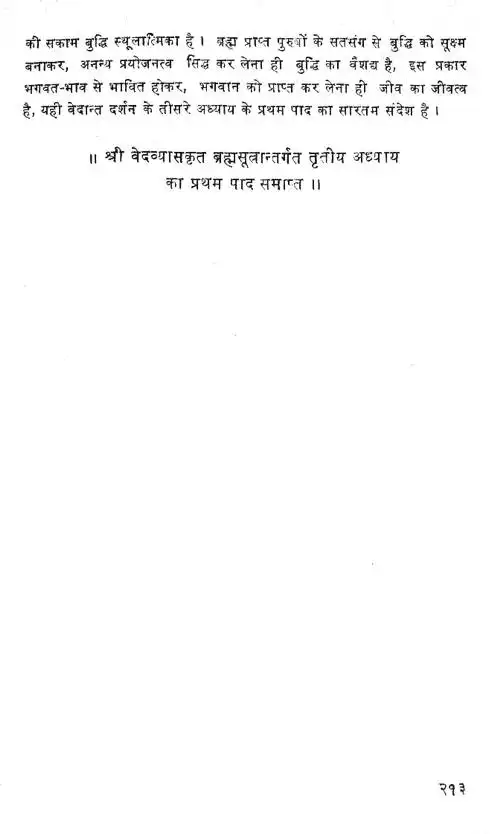 की सकाम बुद्धि स्थूलात्मिका है। ब्रह्म प्राप्त पुरुषों के सतसंग से बुद्धि को सूक्ष्म
बनाकर, अनन्य प्रयोजनत्व सिद्ध कर लेना ही बुद्धि का वैशद्य है, इस प्रकार
भगवत-भाव से भावित होकर, भगवान को प्राप्त कर लेना ही जीव का जीवत्व
है, यही वेदान्त दर्शन के तीसरे अध्याय के प्रथम पाद का सारतम संदेश है।
॥ श्री वेदव्यासकृत ब्रह्मसूत्रान्तर्गत तृतीय अध्याय
का प्रथम पाद समाप्त ॥
२१३